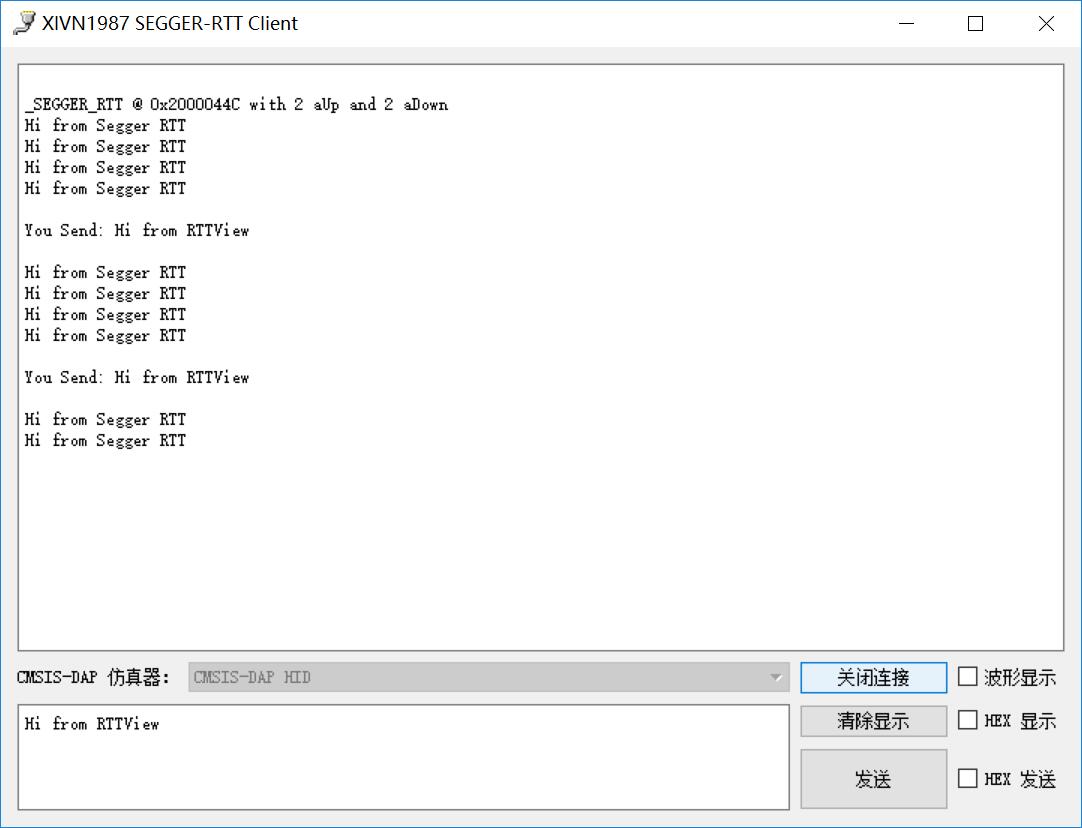 XIVN1987 SEGGER-RTT Client
_SEGGER_RTT @ 0x2000044C with 2 aUp and 2 aDown
Hi from Segger RTT
Hi from Segger RTT
Hi from Segger RTT
Hi from Segger RTT
You Send: Hi from RTTView
Hi from Segger RTT
Hi from Segger RTT
Hi from Segger RTT
Hi from Segger RTT
You Send: Hi from RTTView
Hi from Segger RTT
Hi from Segger RTT
CMSIS-DAP 仿真器: CMSIS-DAP HID 关闭连接 波形显示
Hi from RTTView 清除显示 HEX 显示
发送 HEX 发送